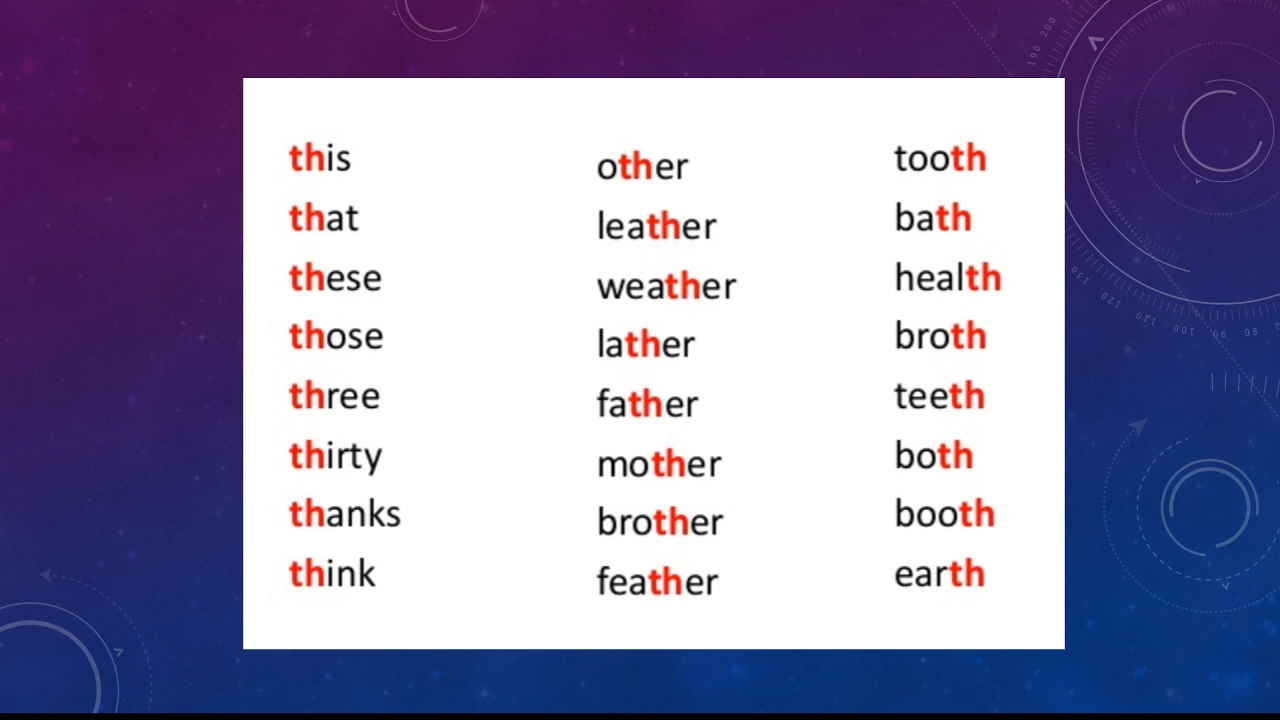 this
that
these
those
three
thirty
thanks
think
other
leather
weather
lather
father
mother
brother
feather
tooth
bath
health
broth
teeth
both
booth
earth